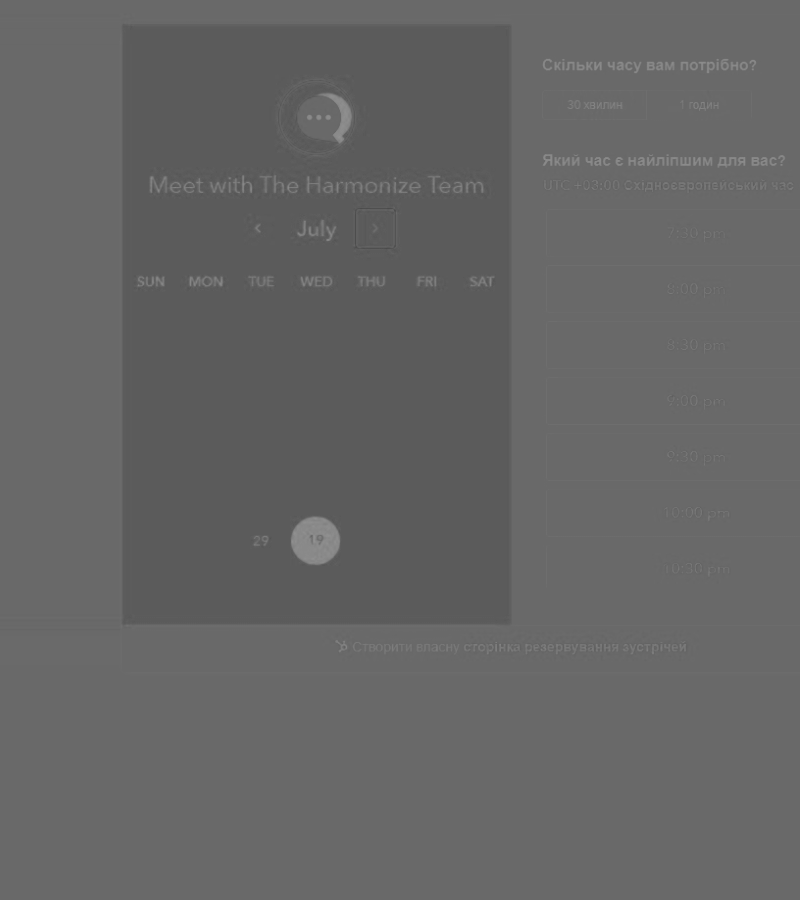 Meet with The Harmonize Team
July
SUN MON TUE WED THU FRI SAT
29 19
Скільки часу вам потрібно?
30 хвилин 1 годин
Який час є найліпшим для вас?
UTC +03:00 Східноєвропейський час
7:30 pm
8:00 pm
8:30 pm
9:00 pm
9:30 pm
10:00 pm
10:30 pm
Створити власну сторінка резервування зустрічей